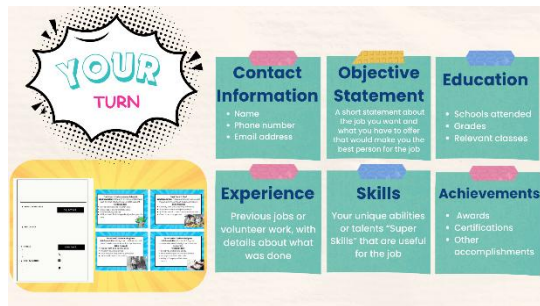 YOUR
TURN
Contact
Information
• Name
• Phone number
• Email address
Objective
Statement
A short statement about
the job you want and
what you have to offer
that would make you the
best person for the job
Education
• Schools attended
• Grades
• Relevant classes
Experience
Previous jobs or
volunteer work, with
details about what
was done
Skills
Your unique abilities
or talents "Super
Skills" that are useful
for the job
Achievements
• Awards
• Certifications
• Other
accomplishments